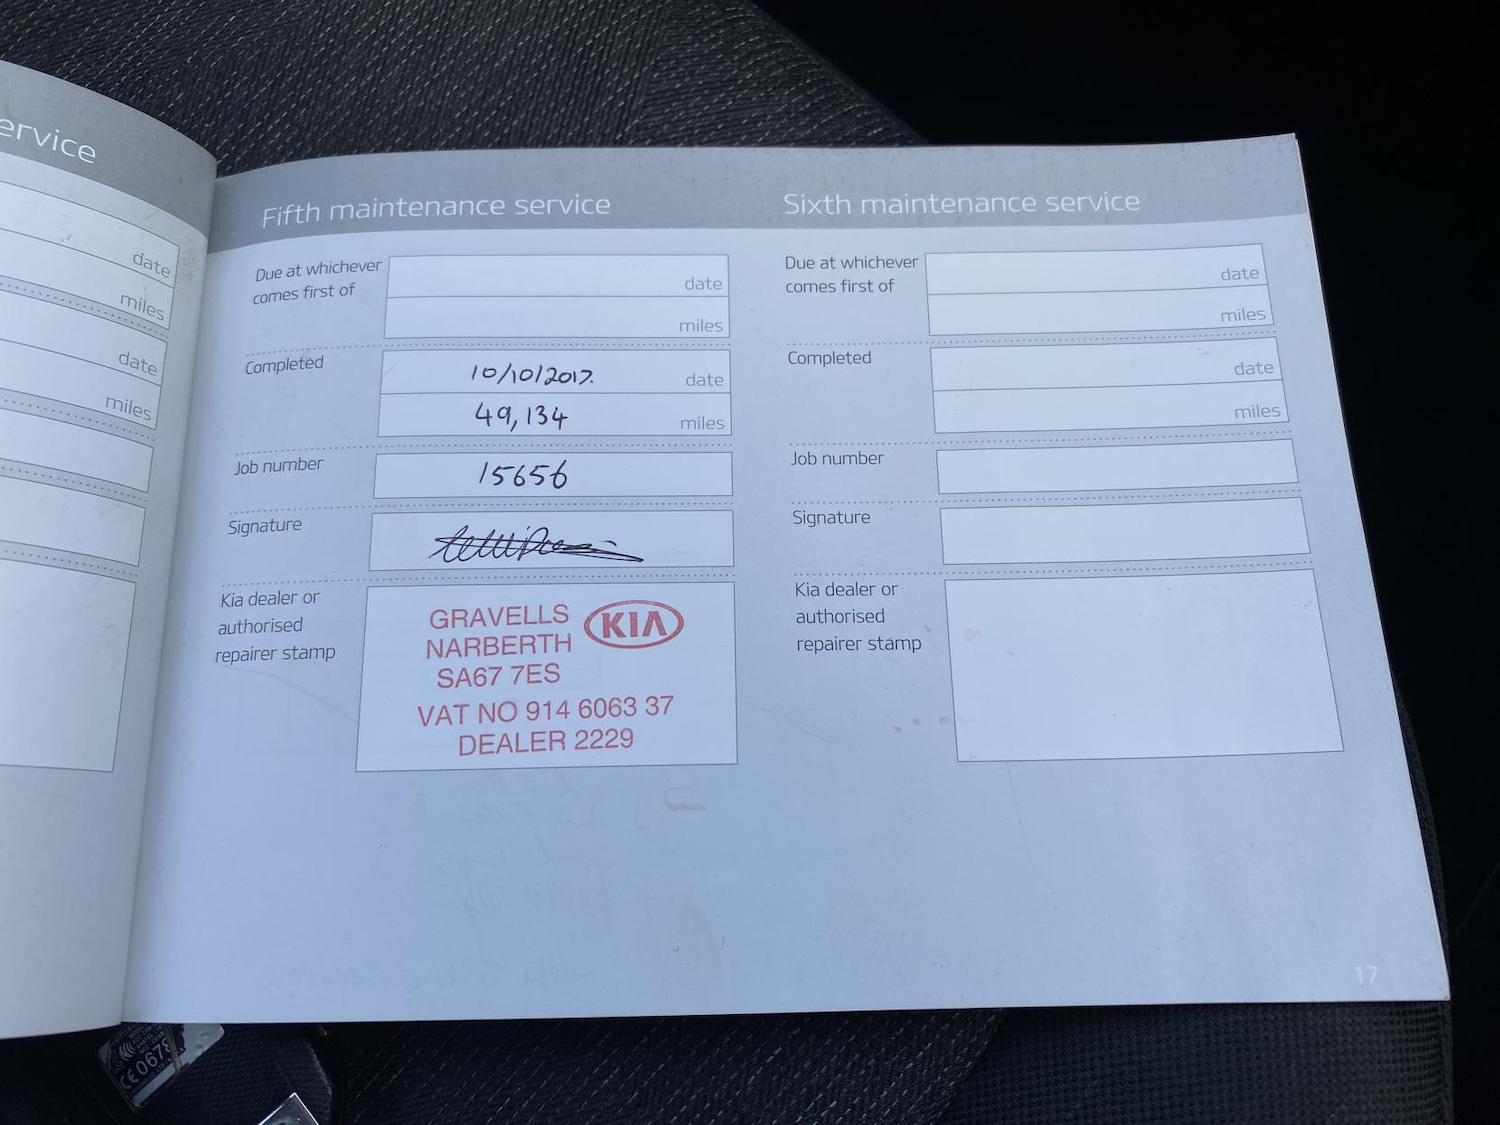 ervice
date
miles
date
miles
Fifth maintenance service
Due at whichever
comes first of
date
miles
Completed
10/10/2017.
date
49,134
miles
Job number
15656
Signature
Kia dealer or
authorised
repairer stamp
GRAVELLS
KIA
NARBERTH
SA67 7ES
VAT NO 914 6063 37
DEALER 2229
Sixth maintenance service
Due at whichever
comes first of
date
miles
Completed
date
miles
Job number
Signature
Kia dealer or
authorised
repairer stamp
17